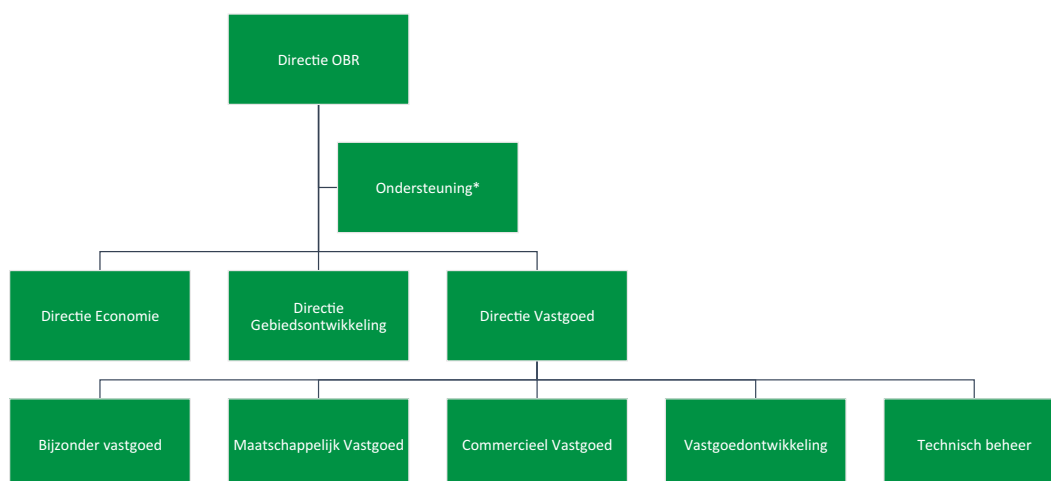 Directie OBR
Ondersteuning*
Directie Economie
Directie
Gebiedsontwikkeling
Directie Vastgoed
Bijzonder vastgoed
Maatschappelijk Vastgoed
Commercieel Vastgoed
Vastgoedontwikkeling
Technisch beheer